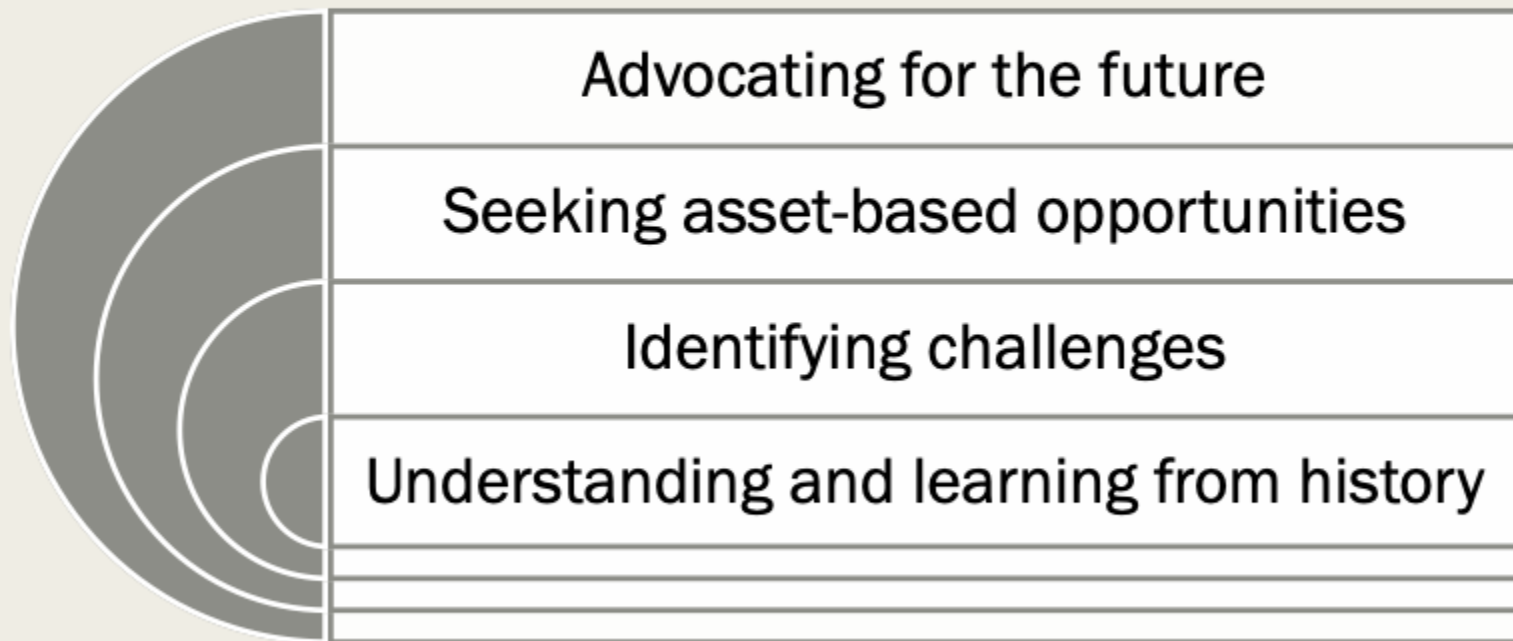 Advocating for the future
Seeking asset-based opportunities
Identifying challenges
Understanding and learning from history